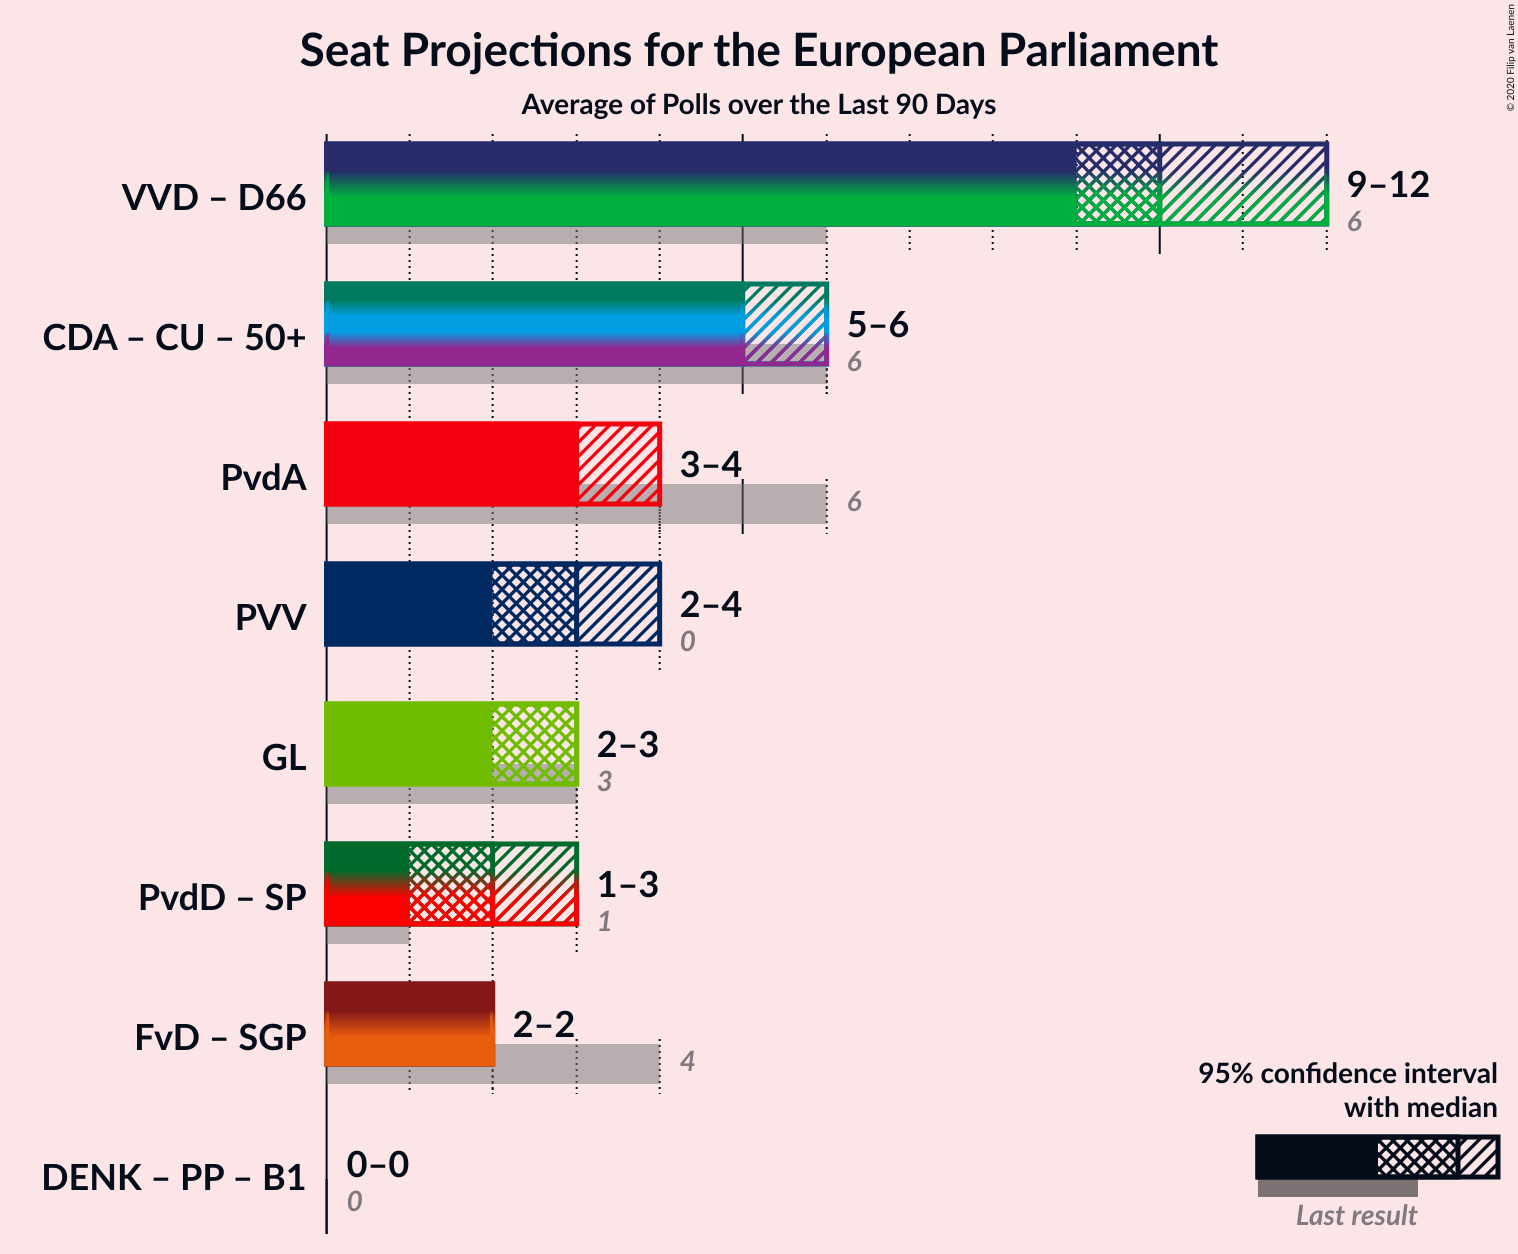 Seat Projections for the European Parliament
Average of Polls over the Last 90 Days
© 2020 Filip van Laenen
VVD – D66
9–12
6
CDA – CU – 50+
5–6
6
PvdA
3–4
6
PVV
2–4
0
GL
2–3
3
PvdD – SP
1–3
1
FvD – SGP
2–2
4
DENK – PP – B1
0–0
0
95% confidence interval
with median
Last result